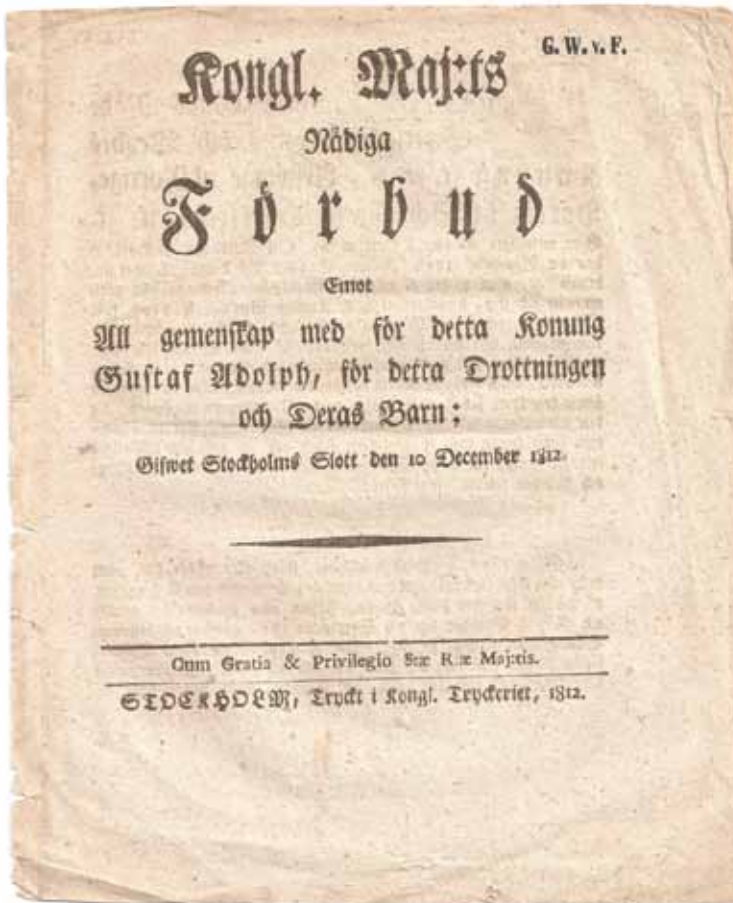 G. W. v. F.
Kongl. Maj:ts
Nådiga
Förbud
Emot
All gemenskap med för detta Konung
Gustaf Adolph, för detta Drottningen
och Deras Barn;
Gifwet Stockholms Slott den 10 December 1812.
Cum Gratia & Privilegio S:æ R:æ Maj:tis.
STOCKHOLM, Tryckt i Kongl. Tryckeriet, 1812.